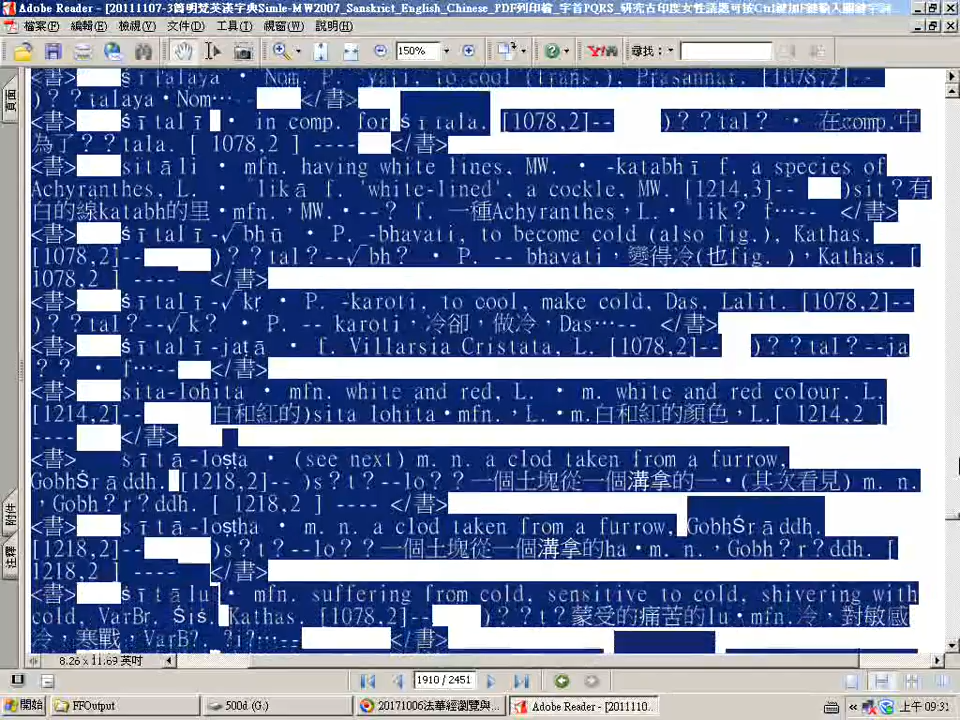 Adobe Reader - [20111107-3簡明梵英漢字典Simle-MW2007_Sanskrit_English_Chinese_PDF列印檔_字首PQRS_研究古印度女性議題可按Ctrl鍵加F鍵輸入關鍵字詞
檔案(F) 編輯(E) 檢視(V) 文件(D) 工具(T) 視窗(W) 說明(H)
150% 尋找:
)??talaya‧Nom…-- </書>
<書> śītalī ‧ in comp. for śītala. [1078,2]-- )??tal? ‧ 在comp.中
為了??tala. [ 1078,2 ] ---- </書>
<書> sitāli ‧ mfn. having white lines, MW. ‧ -katabhī f. a species of
Achyranthes, L. ‧ °likā f. 'white-lined', a cockle, MW. [1214,3]-- )sit?有
白的線katabh的里‧mfn.,MW.‧--? f. 一種Achyranthes,L.‧°lik? f…-- </書>
<書> śītalī-√bhū ‧ P. -bhavati, to become cold (also fig.), Kathas.
[1078,2]-- )??tal?--√bh? ‧ P. -- bhavati,變得冷(也fig. ),Kathas. [
1078,2 ] ---- </書>
<書> śītalī-√kṛ ‧ P. -karoti, to cool, make cold, Das. Lalit. [1078,2]--
)??tal?--√k? ‧ P. -- karoti,冷卻,做冷,Das…-- </書>
<書> śītalī-jaṭā ‧ f. Villarsia Cristata, L. [1078,2]-- )??tal?--ja
?? ‧ f…-- </書>
<書> sita-lohita ‧ mfn. white and red, L. ‧ m. white and red colour. L.
[1214,2]-- 白和紅的)sita lohita‧mfn.,L.‧m.白和紅的顏色,L.[ 1214,2 ]
---- </書>
<書> sītā-loṣṭa ‧ (see next) m. n. a clod taken from a furrow,
GobhŚrāddh. [1218,2]-- )s?t?--lo??一個土塊從一個溝拿的一‧(其次看見) m. n.
,Gobh?r?ddh. [ 1218,2 ] ---- </書>
<書> sītā-loṣṭha ‧ m. n. a clod taken from a furrow, GobhŚrāddh.
[1218,2]-- )s?t?--lo??一個土塊從一個溝拿的ha‧m. n.,Gobh?r?ddh. [
1218,2 ] ---- </書>
<書> śītālu ‧ mfn. suffering from cold, sensitive to cold, shivering with
cold, VarBr. Śiś. Kathas. [1078,2]-- )??t?蒙受的痛苦的lu‧mfn.冷,對敏感
冷,寒戰,VarB?. ?i?…-- </書>
頁面
附件
註釋
8.26 x 11.69 英吋
1910 / 2451
開始 FFOutput 500d (G:) 20171006法華經瀏覽與... Adobe Reader - [2011110... 上午 09:31